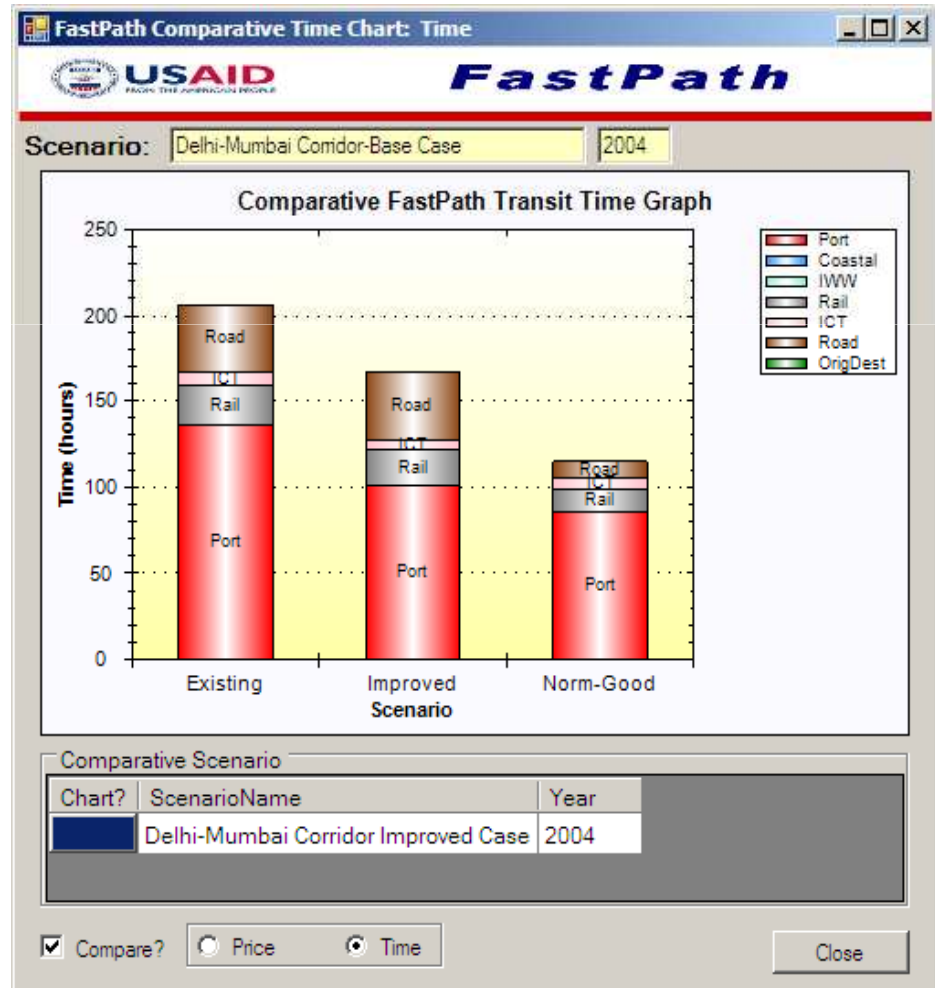 FastPath Comparative Time Chart: Time
USAID
FROM THE AMERICAN PEOPLE
FastPath
Scenario: Delhi-Mumbai Corridor-Base Case 2004
Comparative FastPath Transit Time Graph
250
200
150
100
50
0
Time (hours)
Road
ICT
Rail
Port
Road
ICT
Rail
Port
Road
ICT
Rail
Port
Existing Improved Norm-Good
Scenario
Port
Coastal
IWW
Rail
ICT
Road
OrigDest
Comparative Scenario
Chart? ScenarioName Year
Delhi-Mumbai Corridor Improved Case 2004
Compare? Price Time Close